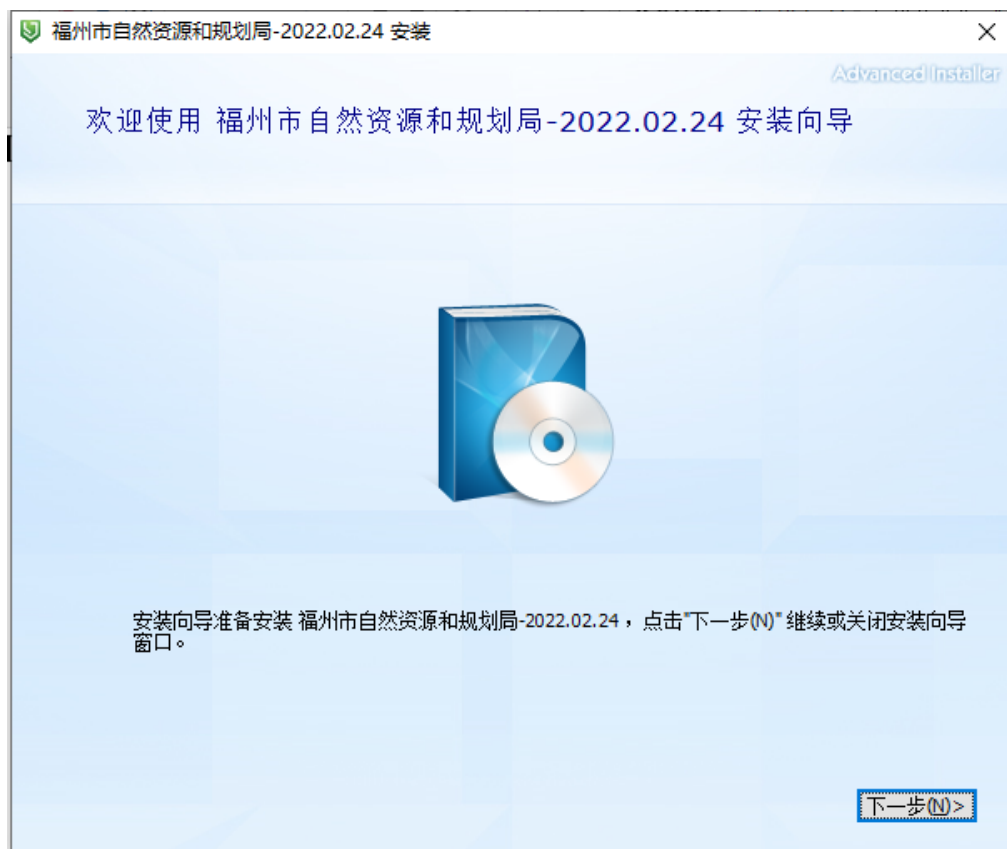 福州市自然资源和规划局-2022.02.24 安装
Advanced Installer
欢迎使用 福州市自然资源和规划局-2022.02.24 安装向导
安装向导准备安装 福州市自然资源和规划局-2022.02.24 ，点击"下一步(N)" 继续或关闭安装向导
窗口。
下一步(N)>